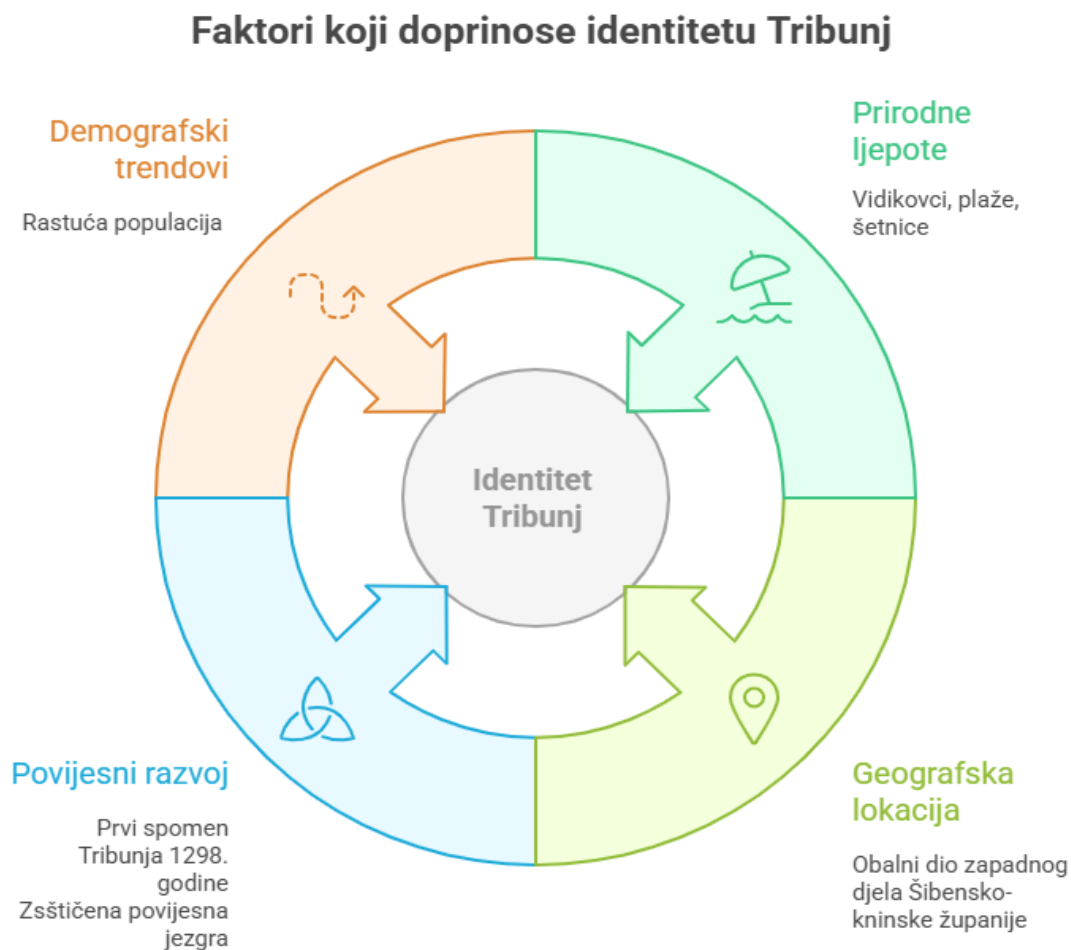 Faktori koji doprinose identitetu Tribunj
Demografski
trendovi
Rastuća populacija
Prirodne
ljepote
Vidikovci, plaže,
šetnice
Identitet
Tribunj
Povijesni razvoj
Prvi spomen
Tribunja 1298.
godine
Zsštičena povijesna
jezgra
Geografska
lokacija
Obalni dio zapadnog
djela Šibensko-
kninske županije